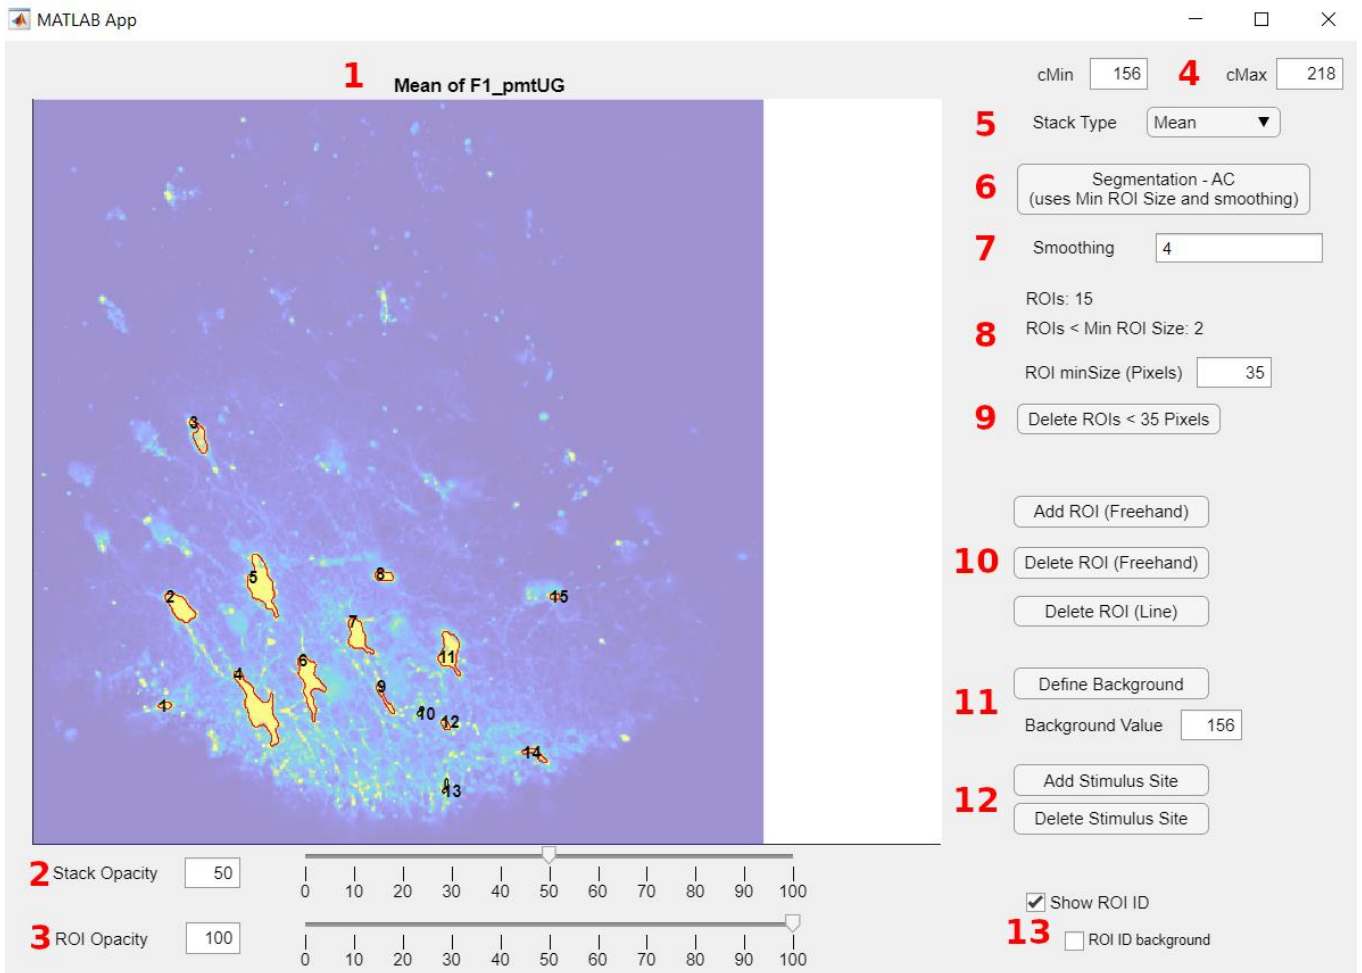 MATLAB App
1 Mean of F1_pmtUG
cMin 156 4 cMax 218
5 Stack Type Mean
6 Segmentation - AC
(uses Min ROI Size and smoothing)
7 Smoothing 4
ROIs: 15
8 ROIs < Min ROI Size: 2
ROI minSize (Pixels) 35
9 Delete ROIs < 35 Pixels
Add ROI (Freehand)
10 Delete ROI (Freehand)
Delete ROI (Line)
Define Background
11
Background Value 156
Add Stimulus Site
12
Delete Stimulus Site
3
5
8
2
15
7
11
6
4
9
1
10
12
14
13
2 Stack Opacity 50
0 10 20 30 40 50 60 70 80 90 100
3 ROI Opacity 100
0 10 20 30 40 50 60 70 80 90 100
Show ROI ID
13 ROI ID background